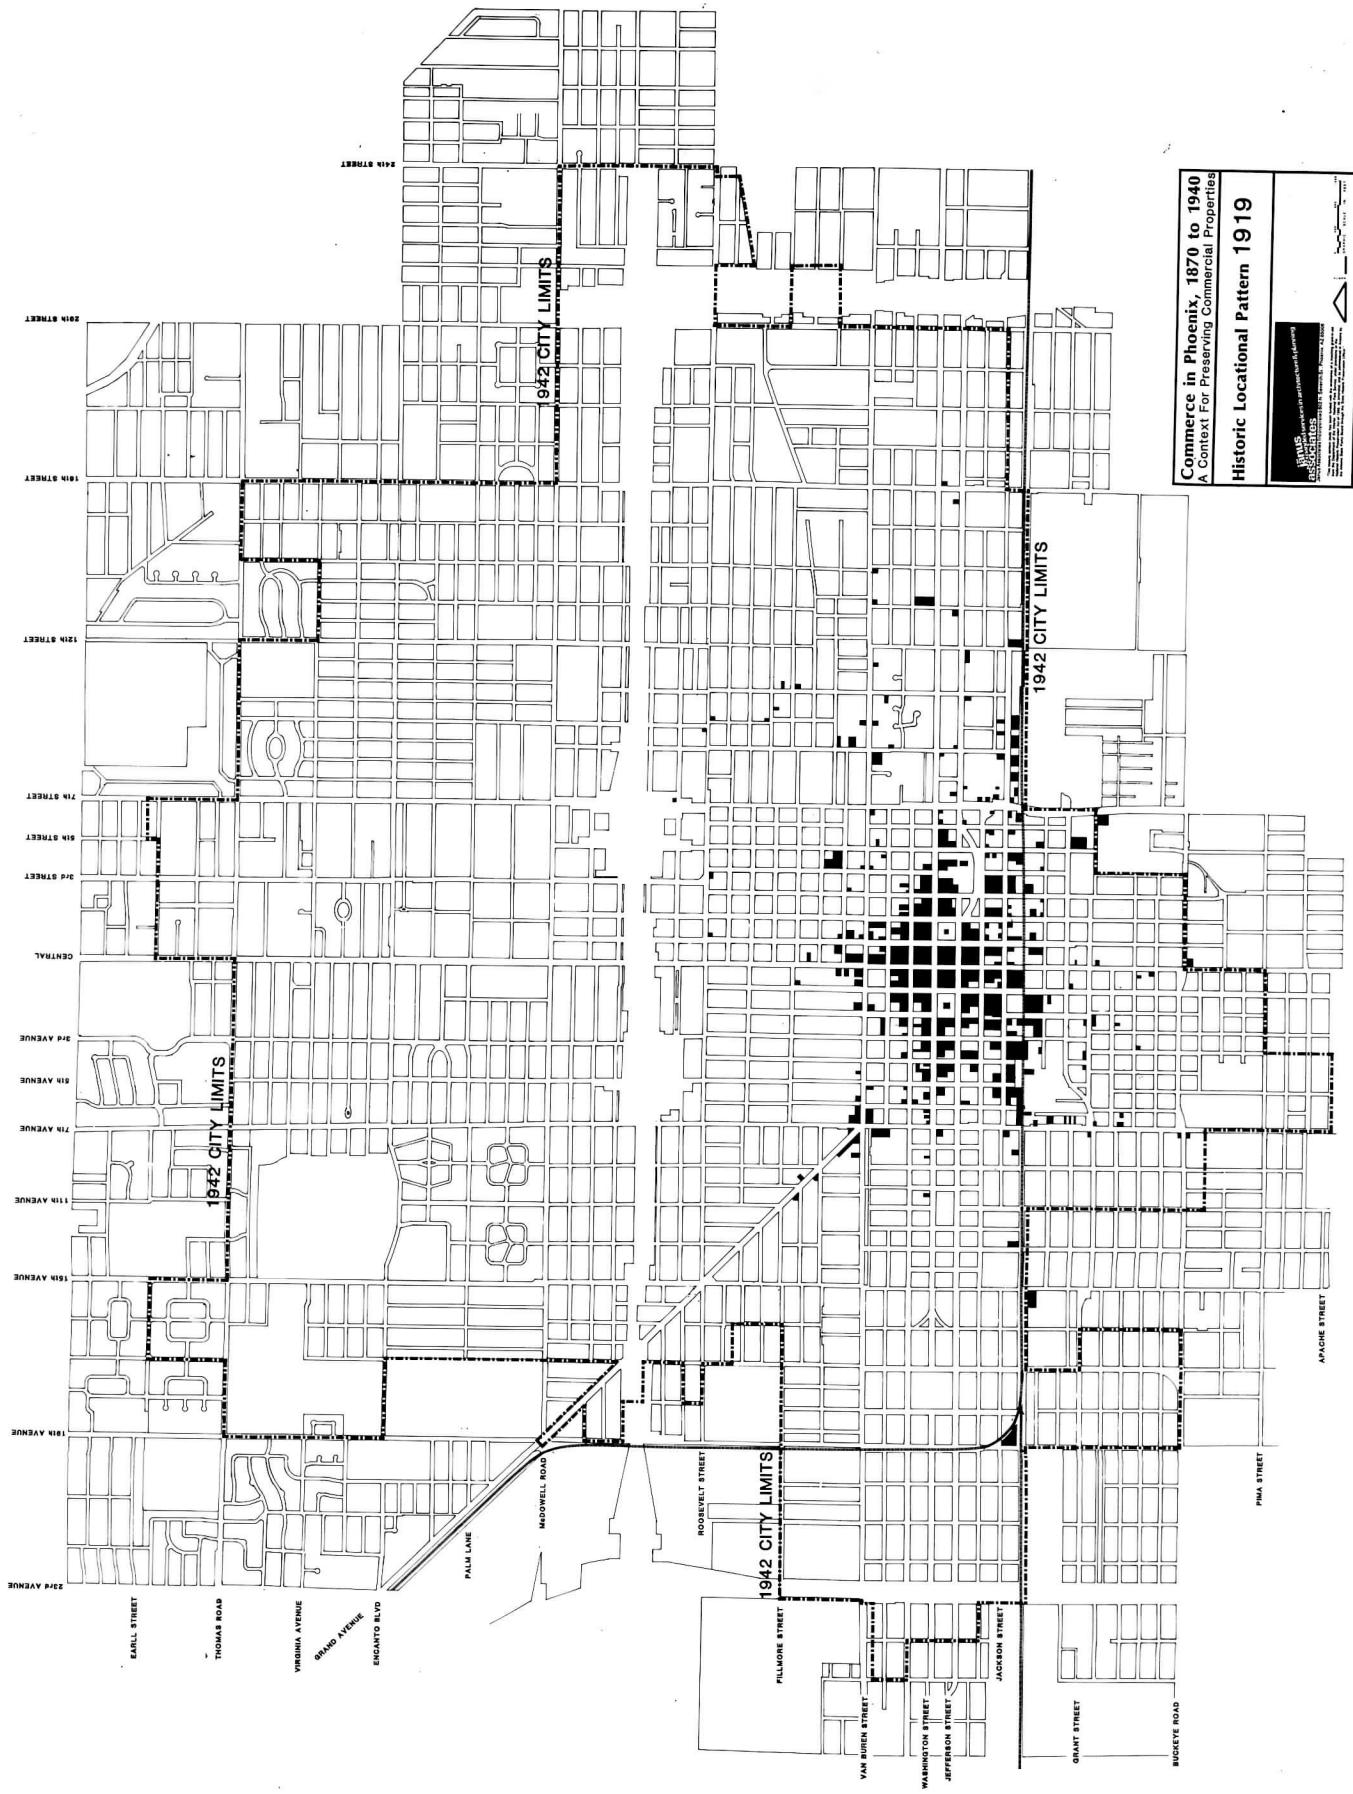 24th STREET
20th STREET
16th STREET
12th STREET
7th STREET
5th STREET
3rd STREET
CENTRAL
3rd AVENUE
5th AVENUE
7th AVENUE
11th AVENUE
15th AVENUE
19th AVENUE
23rd AVENUE
EARLL STREET
THOMAS ROAD
VIRGINIA AVENUE
GRAND AVENUE
ENCANTO BLVD
PALM LANE
McDOWELL ROAD
ROOSEVELT STREET
FILLMORE STREET
VAN BUREN STREET
WASHINGTON STREET
JEFFERSON STREET
JACKSON STREET
GRANT STREET
BUCKEYE ROAD
PIMA STREET
APACHE STREET
1942 CITY LIMITS
1942 CITY LIMITS
1942 CITY LIMITS
1942 CITY LIMITS
Commerce in Phoenix, 1870 to 1940
A Context For Preserving Commercial Properties
Historic Locational Pattern 1919
janus
associates